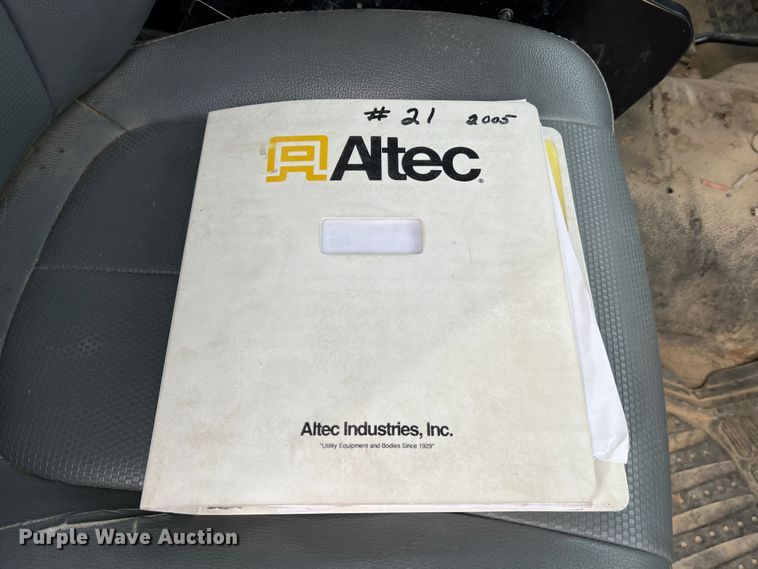 # 21 2005
Altec®
Altec Industries, Inc.
"Utility Equipment and Bodies Since 1929"
Purple Wave Auction